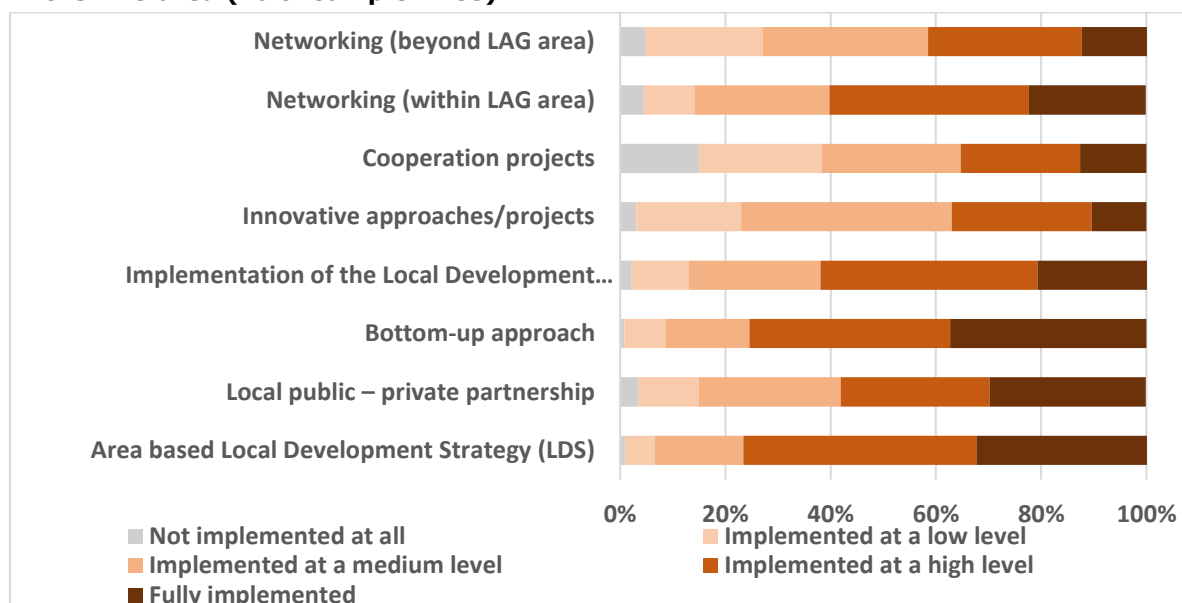 Networking (beyond LAG area)
Networking (within LAG area)
Cooperation projects
Innovative approaches/projects
Implementation of the Local Development…
Bottom-up approach
Local public – private partnership
Area based Local Development Strategy (LDS)
0% 20% 40% 60% 80% 100%
Not implemented at all
Implemented at a low level
Implemented at a medium level
Implemented at a high level
Fully implemented